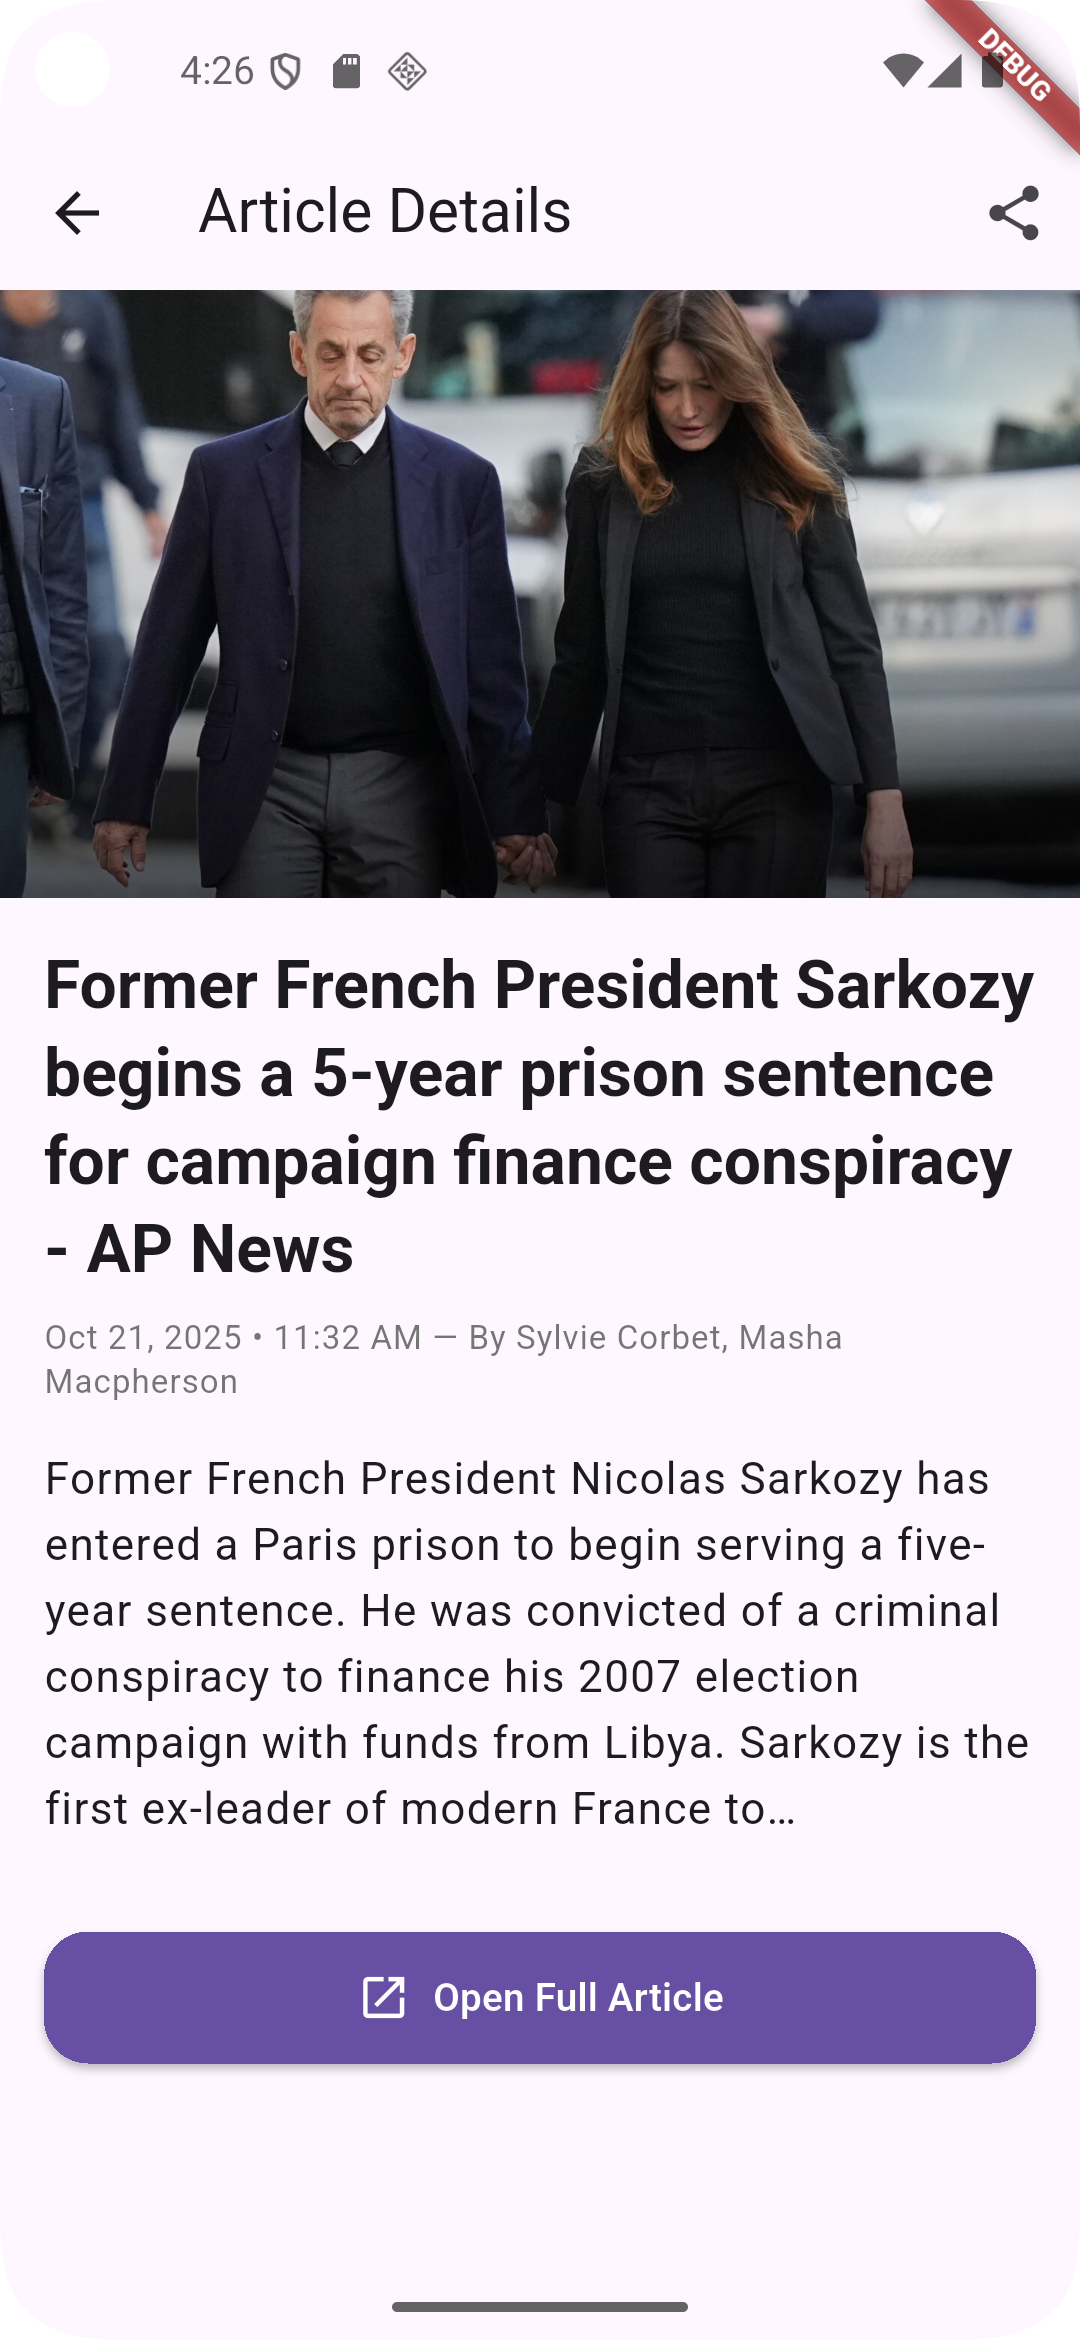 4:26
DEBUG
Article Details
Former French President Sarkozy
begins a 5-year prison sentence
for campaign finance conspiracy
- AP News
Oct 21, 2025 • 11:32 AM — By Sylvie Corbet, Masha
Macpherson
Former French President Nicolas Sarkozy has
entered a Paris prison to begin serving a five-
year sentence. He was convicted of a criminal
conspiracy to finance his 2007 election
campaign with funds from Libya. Sarkozy is the
first ex-leader of modern France to…
Open Full Article